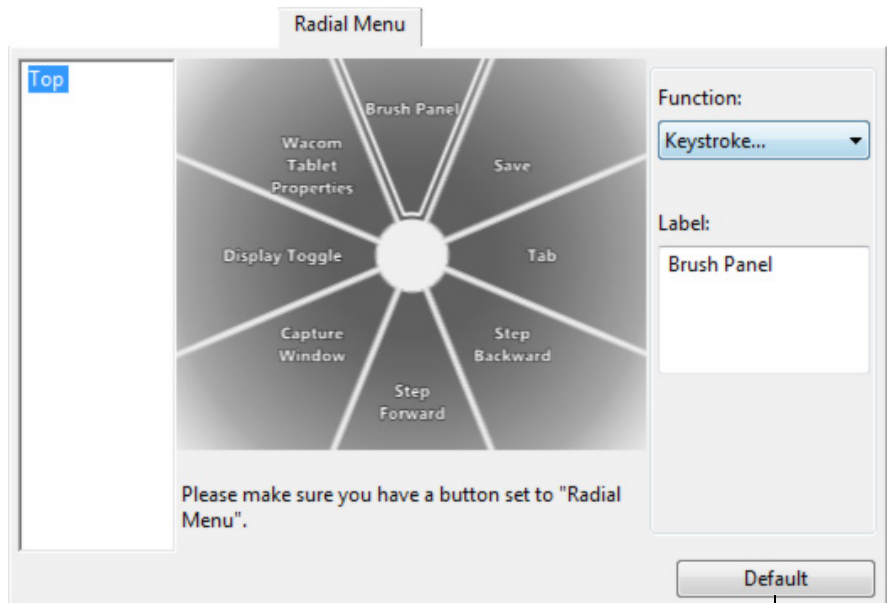 Radial Menu
Top
Brush Panel
Wacom
Tablet
Properties
Save
Display Toggle
Tab
Capture
Window
Step
Backward
Step
Forward
Please make sure you have a button set to "Radial
Menu".
Function:
Keystroke...
Label:
Brush Panel
Default